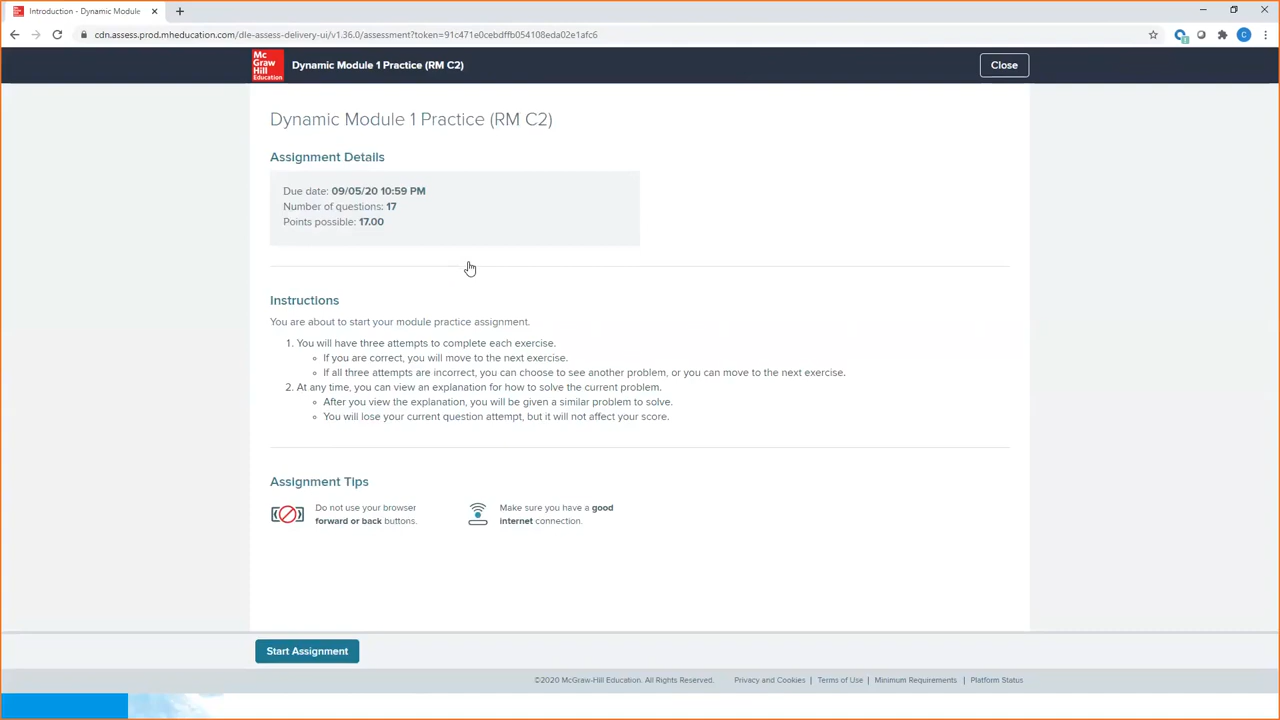 Introduction - Dynamic Module
cdn.assess.prod.mheducation.com/dle-assess-delivery-ui/v1.36.0/assessment?token=91c471e0cebdffb054108eda02e1afc6
C
Mc
Graw
Hill
Education
Dynamic Module 1 Practice (RM C2)
Close
Dynamic Module 1 Practice (RM C2)
Assignment Details
Due date: 09/05/20 10:59 PM
Number of questions: 17
Points possible: 17.00
Instructions
You are about to start your module practice assignment.
1. You will have three attempts to complete each exercise.
If you are correct, you will move to the next exercise.
If all three attempts are incorrect, you can choose to see another problem, or you can move to the next exercise.
2. At any time, you can view an explanation for how to solve the current problem.
After you view the explanation, you will be given a similar problem to solve.
You will lose your current question attempt, but it will not affect your score.
Assignment Tips
Do not use your browser
forward or back buttons.
Make sure you have a good
internet connection.
Start Assignment
©2020 McGraw-Hill Education. All Rights Reserved. Privacy and Cookies | Terms of Use | Minimum Requirements | Platform Status